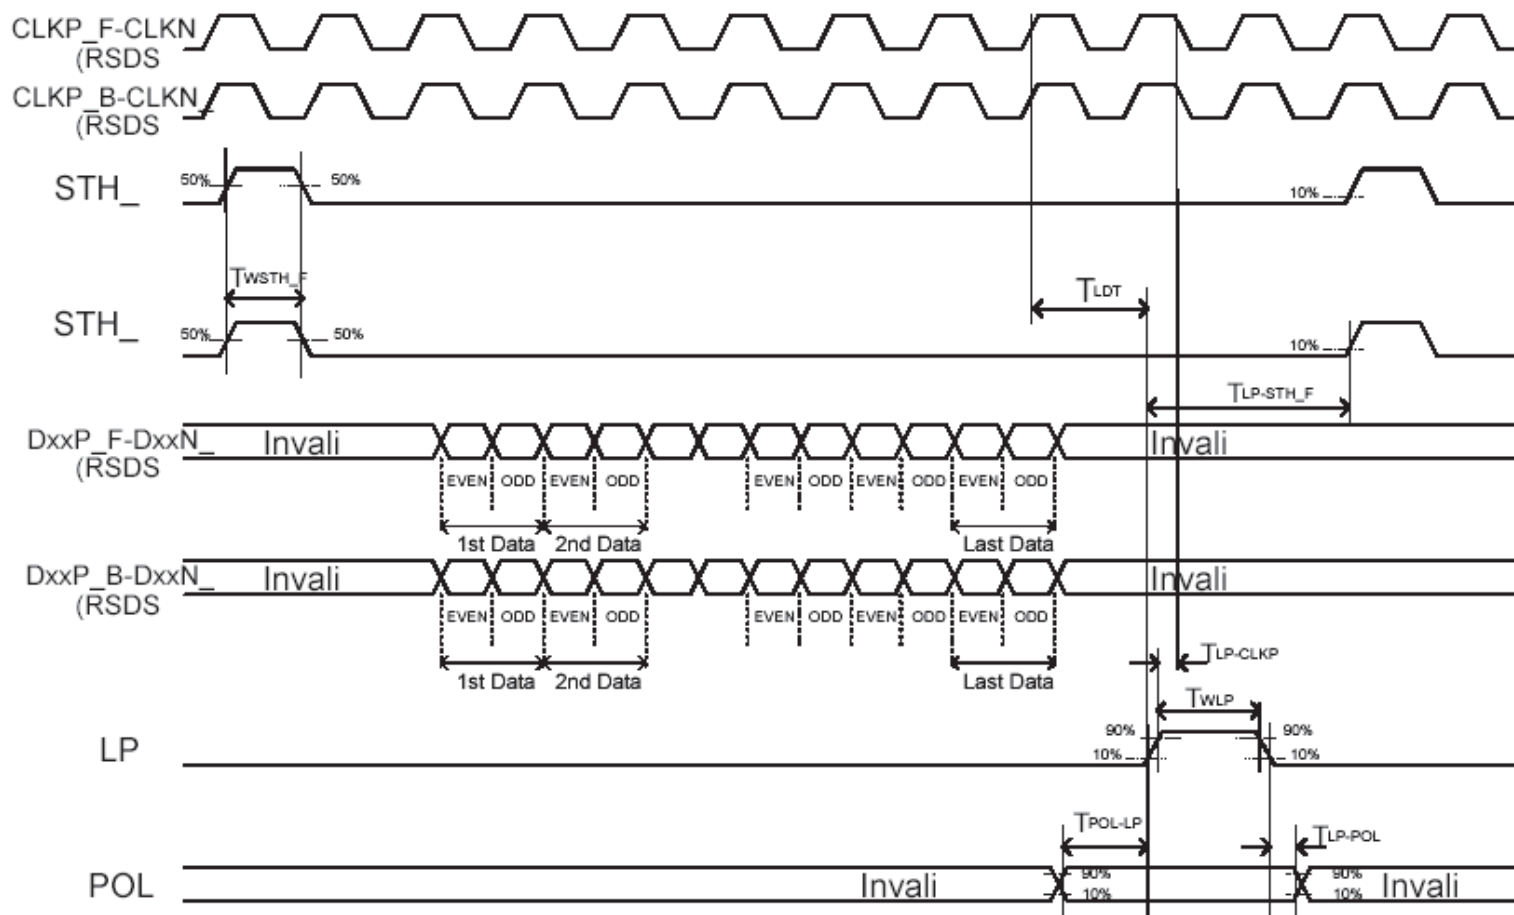 CLKP_F-CLKN
(RSDS
CLKP_B-CLKN_
(RSDS
STH_
50%
50%
10%
TWSTH_F
TLDT
STH_
50%
50%
10%
TLP-STH_F
DxxP_F-DxxN_
(RSDS
Invali
Invali
EVEN ODD EVEN ODD EVEN ODD EVEN ODD EVEN ODD
1st Data 2nd Data Last Data
DxxP_B-DxxN_
(RSDS
Invali
Invali
EVEN ODD EVEN ODD EVEN ODD EVEN ODD EVEN ODD
1st Data 2nd Data Last Data
TLP-CLKP
TWLP
LP
90%
90%
10%
10%
TPOL-LP
TLP-POL
POL
Invali
90%
10%
90%
10%
Invali